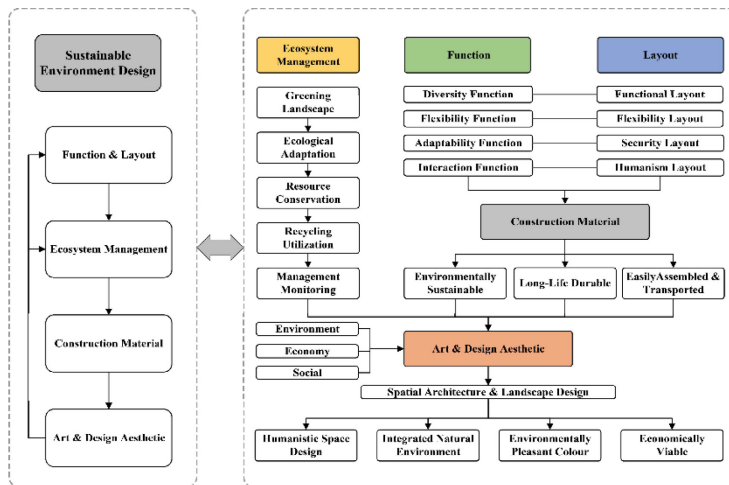 Sustainable
Environment Design
Function & Layout
Ecosystem Management
Construction Material
Art & Design Aesthetic
Ecosystem
Management
Function
Layout
Greening
Landscape
Ecological
Adaptation
Resource
Conservation
Recycling
Utilization
Management
Monitoring
Diversity Function
Functional Layout
Flexibility Function
Flexibility Layout
Adaptability Function
Security Layout
Interaction Function
Humanism Layout
Construction Material
Environmentally
Sustainable
Long-Life Durable
EasilyAssembled &
Transported
Environment
Economy
Social
Art & Design Aesthetic
Spatial Architecture & Landscape Design
Humanistic Space
Design
Integrated Natural
Environment
Environmentally
Pleasant Colour
Economically
Viable